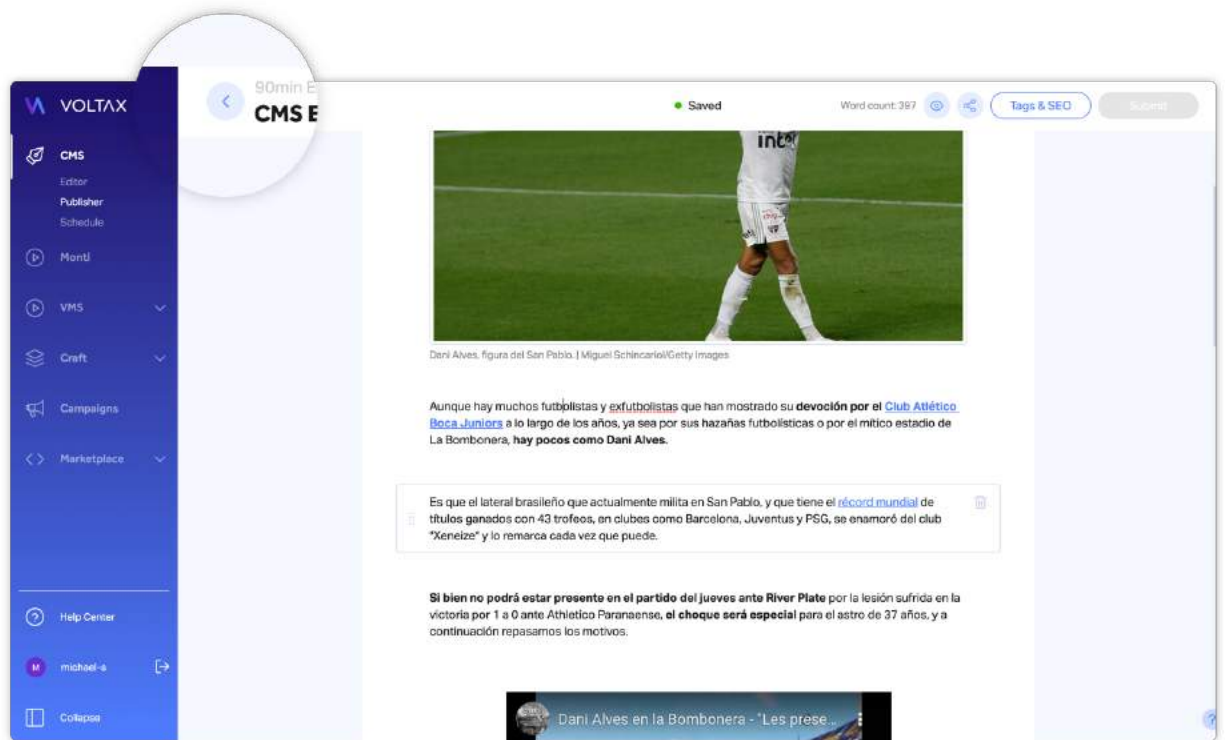 90min E
CMS E
VOLTAX
Saved
Word count: 397
Tags & SEO
Submit
CMS
Editor
Publisher
Schedule
Monti
VMS
Craft
Campaigns
Marketplace
Help Center
M
michael-a
Collapse
inter
Dani Alves, figura del San Pablo. | Miguel Schincariol/Getty Images
Aunque hay muchos futbolistas y exfutbolistas que han mostrado su devoción por el Club Atlético
Boca Juniors a lo largo de los años, ya sea por sus hazañas futbolísticas o por el mítico estadio de
La Bombonera, hay pocos como Dani Alves.
Es que el lateral brasileño que actualmente milita en San Pablo, y que tiene el récord mundial de
títulos ganados con 43 trofeos, en clubes como Barcelona, Juventus y PSG, se enamoró del club
"Xeneize" y lo remarca cada vez que puede.
Si bien no podrá estar presente en el partido del jueves ante River Plate por la lesión sufrida en la
victoria por 1 a 0 ante Athletico Paranaense, el choque será especial para el astro de 37 años, y a
continuación repasamos los motivos.
Dani Alves en la Bombonera - "Les prese...
?